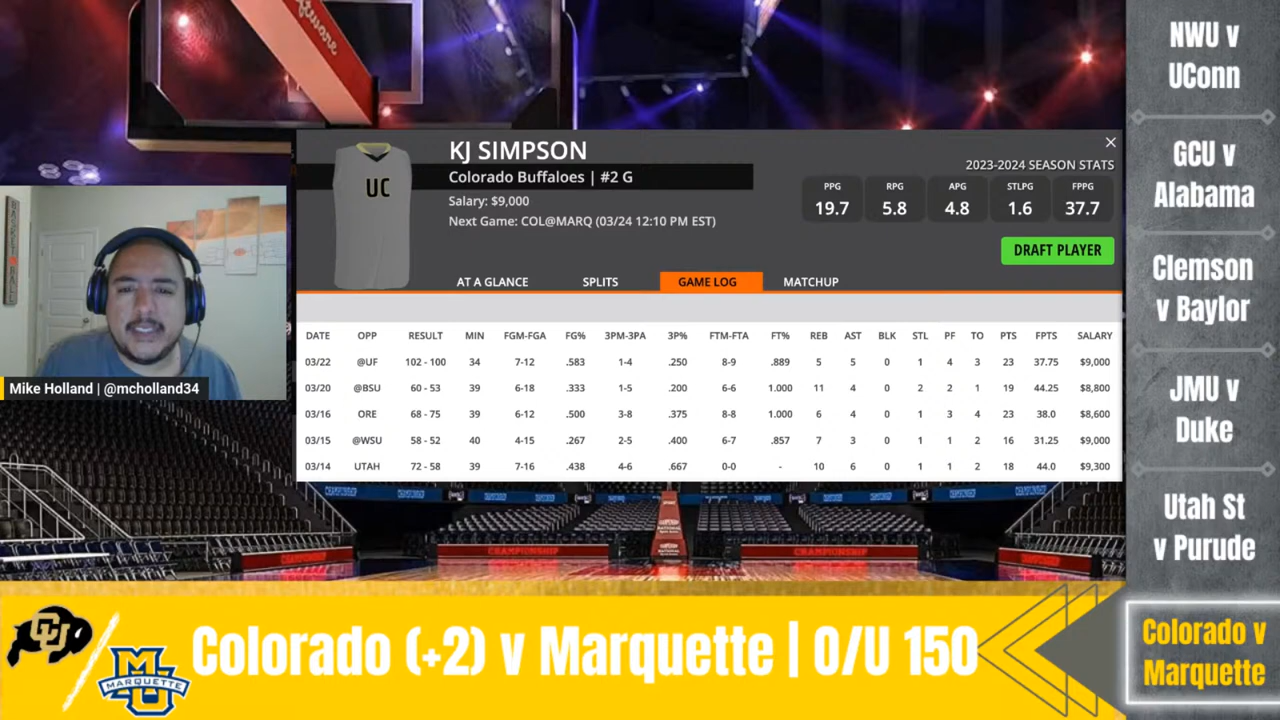 NWU v
UConn
GCU v
Alabama
Clemson
v Baylor
JMU v
Duke
Utah St
v Purude
Colorado v
Marquette
KJ SIMPSON
Colorado Buffaloes | #2 G
Salary: $9,000
Next Game: COL@MARQ (03/24 12:10 PM EST)
2023-2024 SEASON STATS
PPG RPG APG STLPG FPPG
19.7 5.8 4.8 1.6 37.7
DRAFT PLAYER
UC
AT A GLANCE SPLITS GAME LOG MATCHUP
DATE OPP RESULT MIN FGM-FGA FG% 3PM-3PA 3P% FTM-FTA FT% REB AST BLK STL PF TO PTS FPTS SALARY
03/22 @UF 102 - 100 34 7-12 .583 1-4 .250 8-9 .889 5 5 0 1 4 3 23 37.75 $9,000
03/20 @BSU 60 - 53 39 6-18 .333 1-5 .200 6-6 1.000 11 4 0 2 2 1 19 44.25 $8,800
03/16 ORE 68 - 75 39 6-12 .500 3-8 .375 8-8 1.000 6 4 0 1 3 4 23 38.0 $8,600
03/15 @WSU 58 - 52 40 4-15 .267 2-5 .400 6-7 .857 7 3 0 1 1 2 16 31.25 $9,000
03/14 UTAH 72 - 58 39 7-16 .438 4-6 .667 0-0 - 10 6 0 1 1 2 18 44.0 $9,300
Mike Holland | @mcholland34
CHAMPIONSHIP
CHAMPIONSHIP
CHAMPIONSHIP
CHAMPIONSHIP
CU
MU
MARQUETTE
Colorado (+2) v Marquette | O/U 150